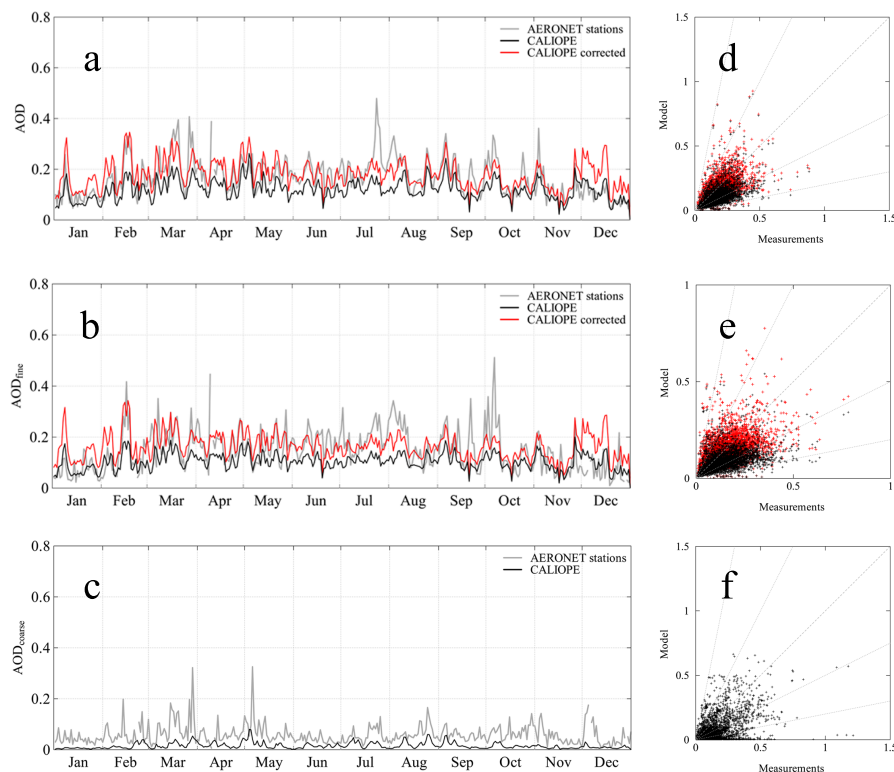 a
AOD
0.8
0.6
0.4
0.2
0
AERONET stations
CALIOPE
CALIOPE corrected
Jan Feb Mar Apr May Jun Jul Aug Sep Oct Nov Dec
d
Model
1.5
1
0.5
0
0 0.5 1 1.5
Measurements
b
AOD fine
0.8
0.6
0.4
0.2
0
AERONET stations
CALIOPE
CALIOPE corrected
Jan Feb Mar Apr May Jun Jul Aug Sep Oct Nov Dec
e
Model
1
0.5
0
0 0.5 1
Measurements
c
AOD coarse
0.8
0.6
0.4
0.2
0
AERONET stations
CALIOPE
Jan Feb Mar Apr May Jun Jul Aug Sep Oct Nov Dec
f
Model
1.5
1
0.5
0
0 0.5 1 1.5
Measurements